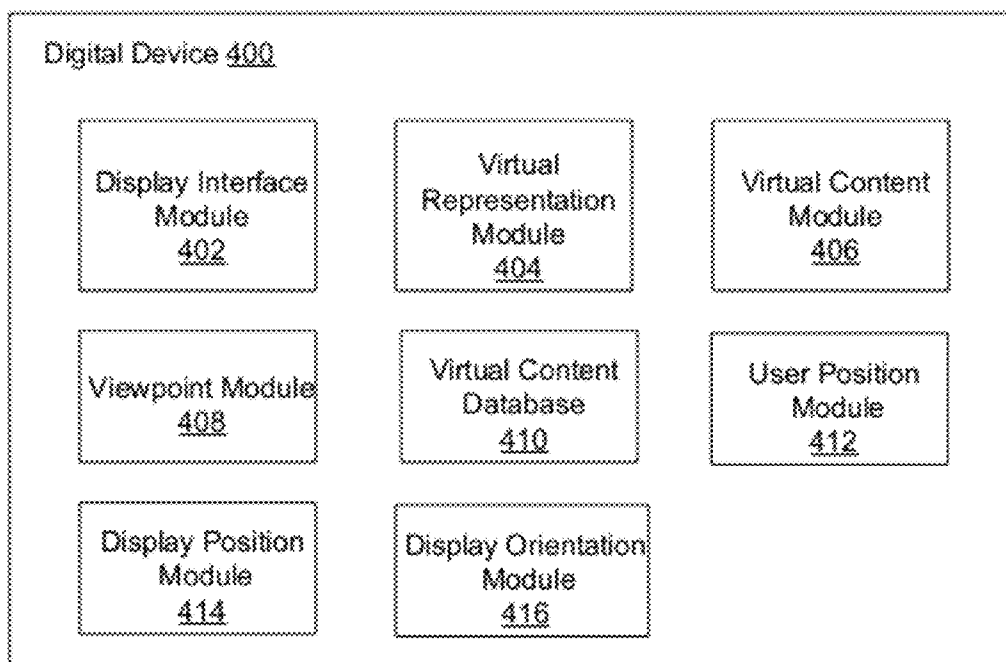 Digital Device 400
Display Interface
Module
402
Virtual
Representation
Module
404
Virtual Content
Module
406
Viewpoint Module
408
Virtual Content
Database
410
User Position
Module
412
Display Position
Module
414
Display Orientation
Module
416